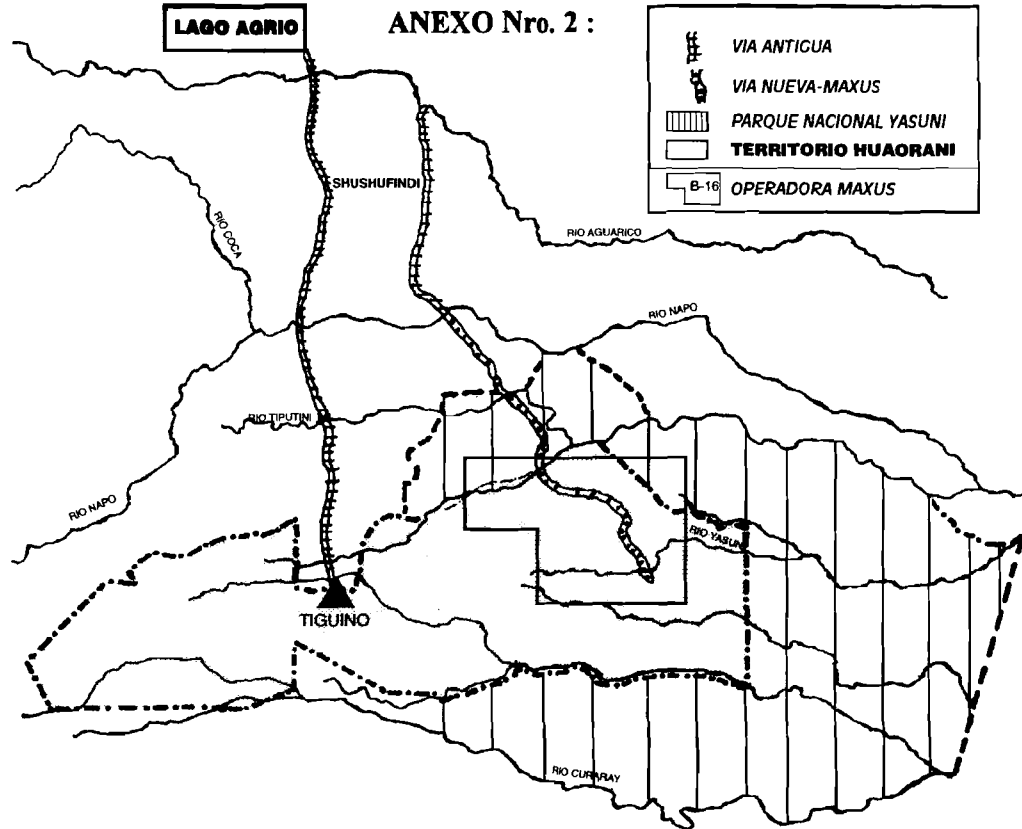 LAGO AGRIO
ANEXO Nro. 2 :
VIA ANTIGUA
VIA NUEVA-MAXUS
PARQUE NACIONAL YASUNI
TERRITORIO HUAORANI
B-16 OPERADORA MAXUS
SHUSHUFINDI
RIO COCA
RIO AGUARICO
RIO NAPO
RIO TIPUTINI
RIO NAPO
RIO YASUNI
TIGUINO
RIO CURARAY